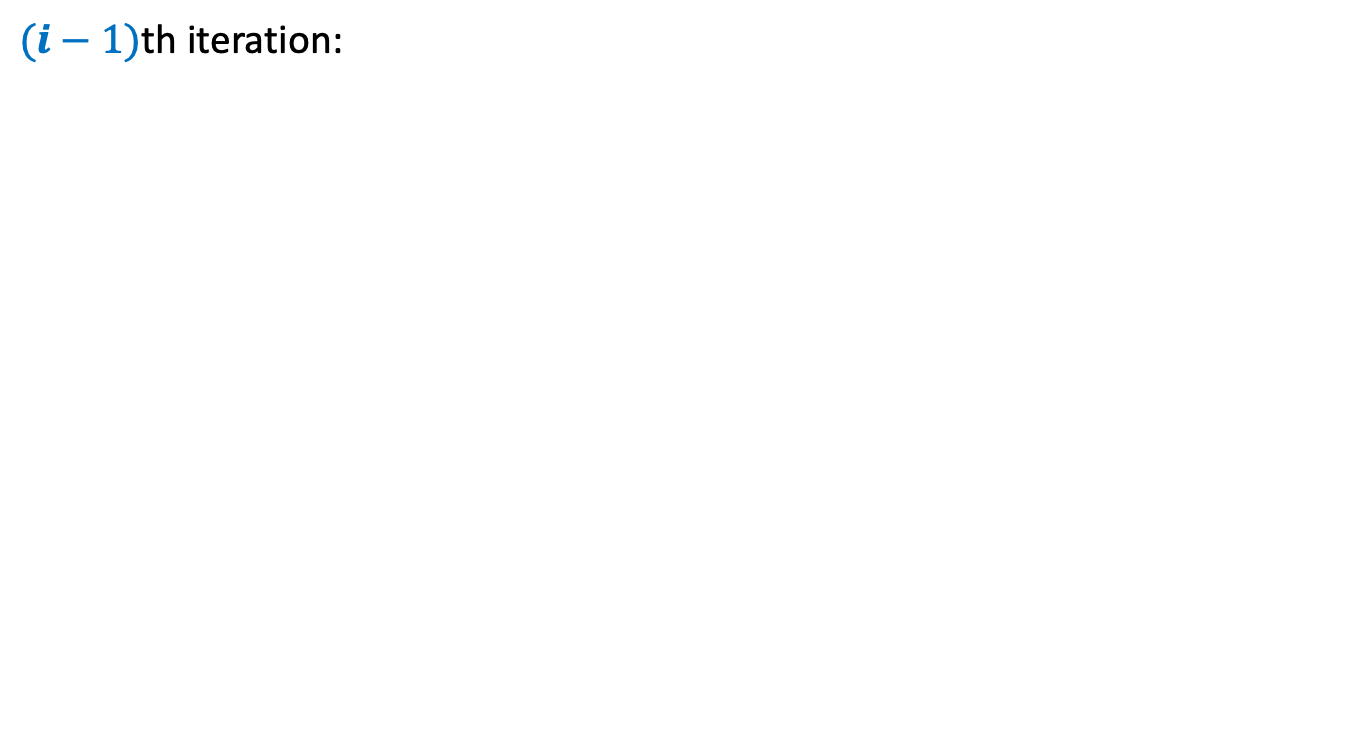 (𝒊 − 1)th iteration: